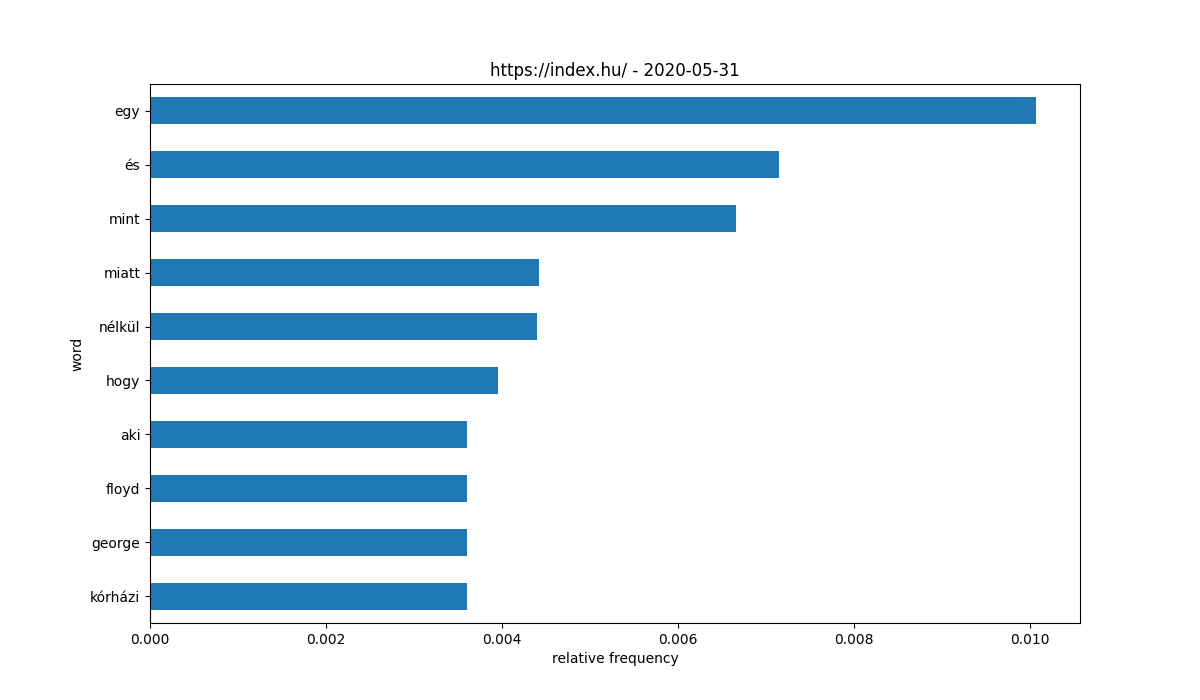 https://index.hu/ - 2020-05-31
egy
és
mint
miatt
nélkül
hogy
aki
floyd
george
kórházi
word
0.000 0.002 0.004 0.006 0.008 0.010
relative frequency